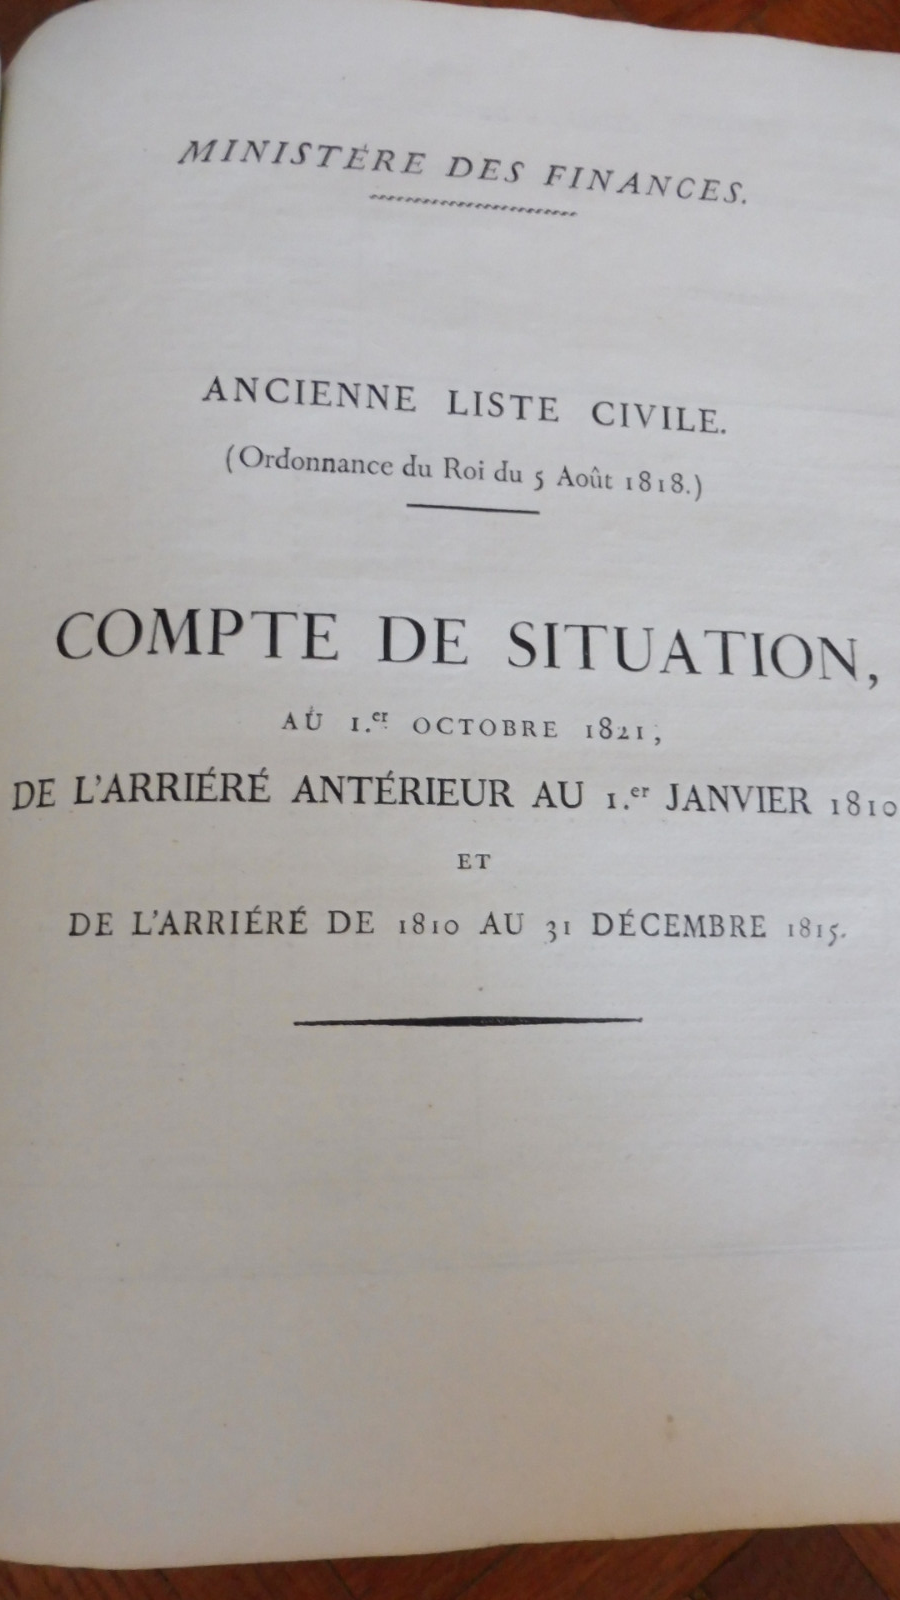 MINISTÉRE DES FINANCES.
ANCIENNE LISTE CIVILE.
(Ordonnance du Roi du 5 Août 1818.)
COMPTE DE SITUATION,
AU 1.er OCTOBRE 1821,
DE L'ARRIÉRÉ ANTÉRIEUR AU 1.er JANVIER 1810
ET
DE L'ARRIÉRÉ DE 1810 AU 31 DÉCEMBRE 1815.